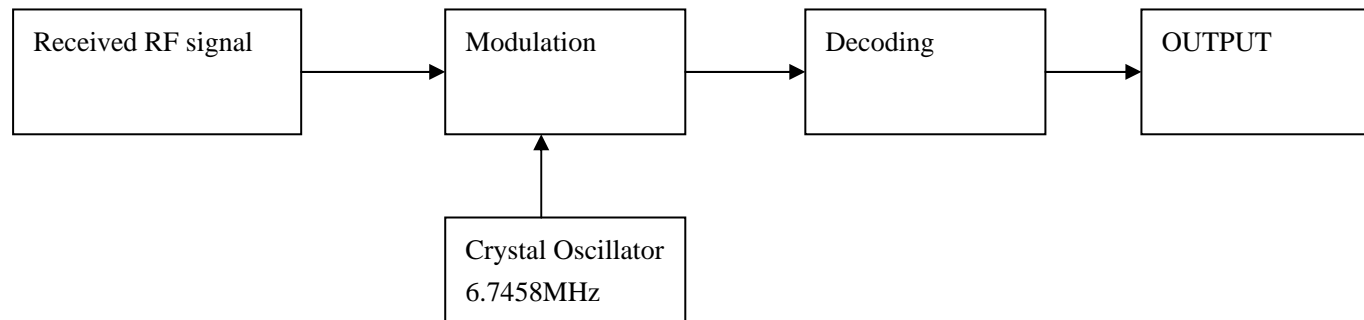 Received RF signal
Modulation
Decoding
OUTPUT
Crystal Oscillator
6.7458MHz